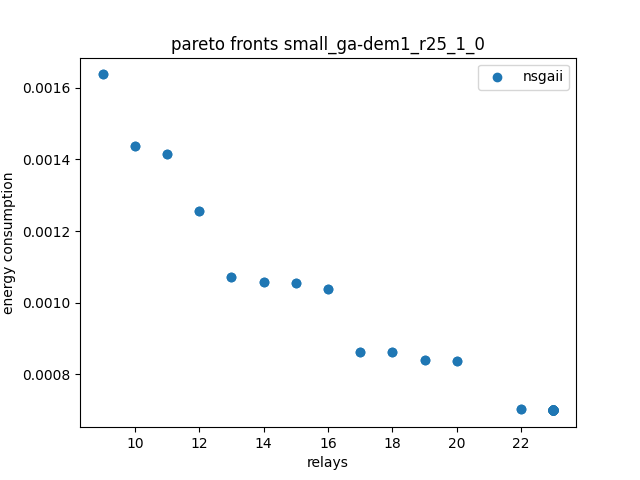 pareto fronts small_ga-dem1_r25_1_0
nsgaii
0.0016
0.0014
0.0012
0.0010
0.0008
energy consumption
10 12 14 16 18 20 22
relays